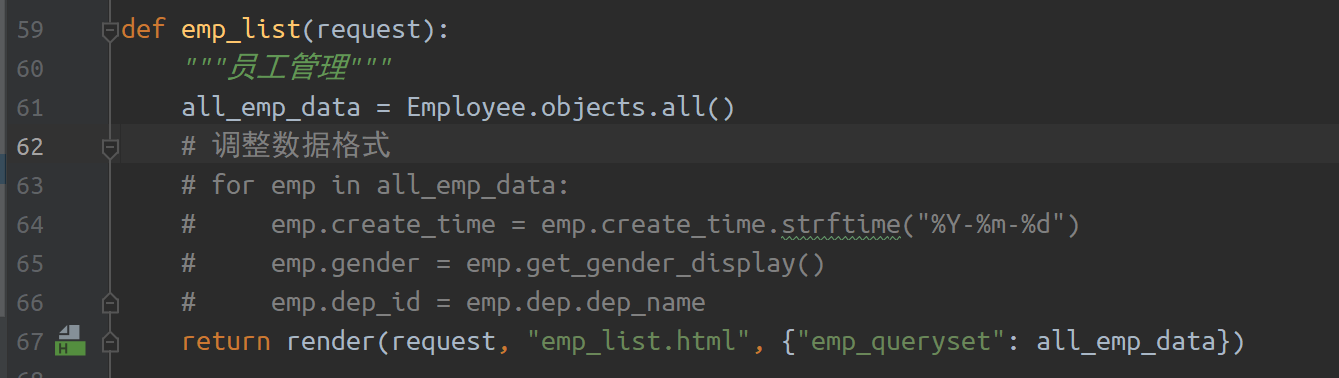 59 def emp_list(request):
60 """员工管理"""
61 all_emp_data = Employee.objects.all()
62 # 调整数据格式
63 # for emp in all_emp_data:
64 #     emp.create_time = emp.create_time.strftime("%Y-%m-%d")
65 #     emp.gender = emp.get_gender_display()
66 #     emp.dep_id = emp.dep.dep_name
67 H return render(request, "emp_list.html", {"emp_queryset": all_emp_data})